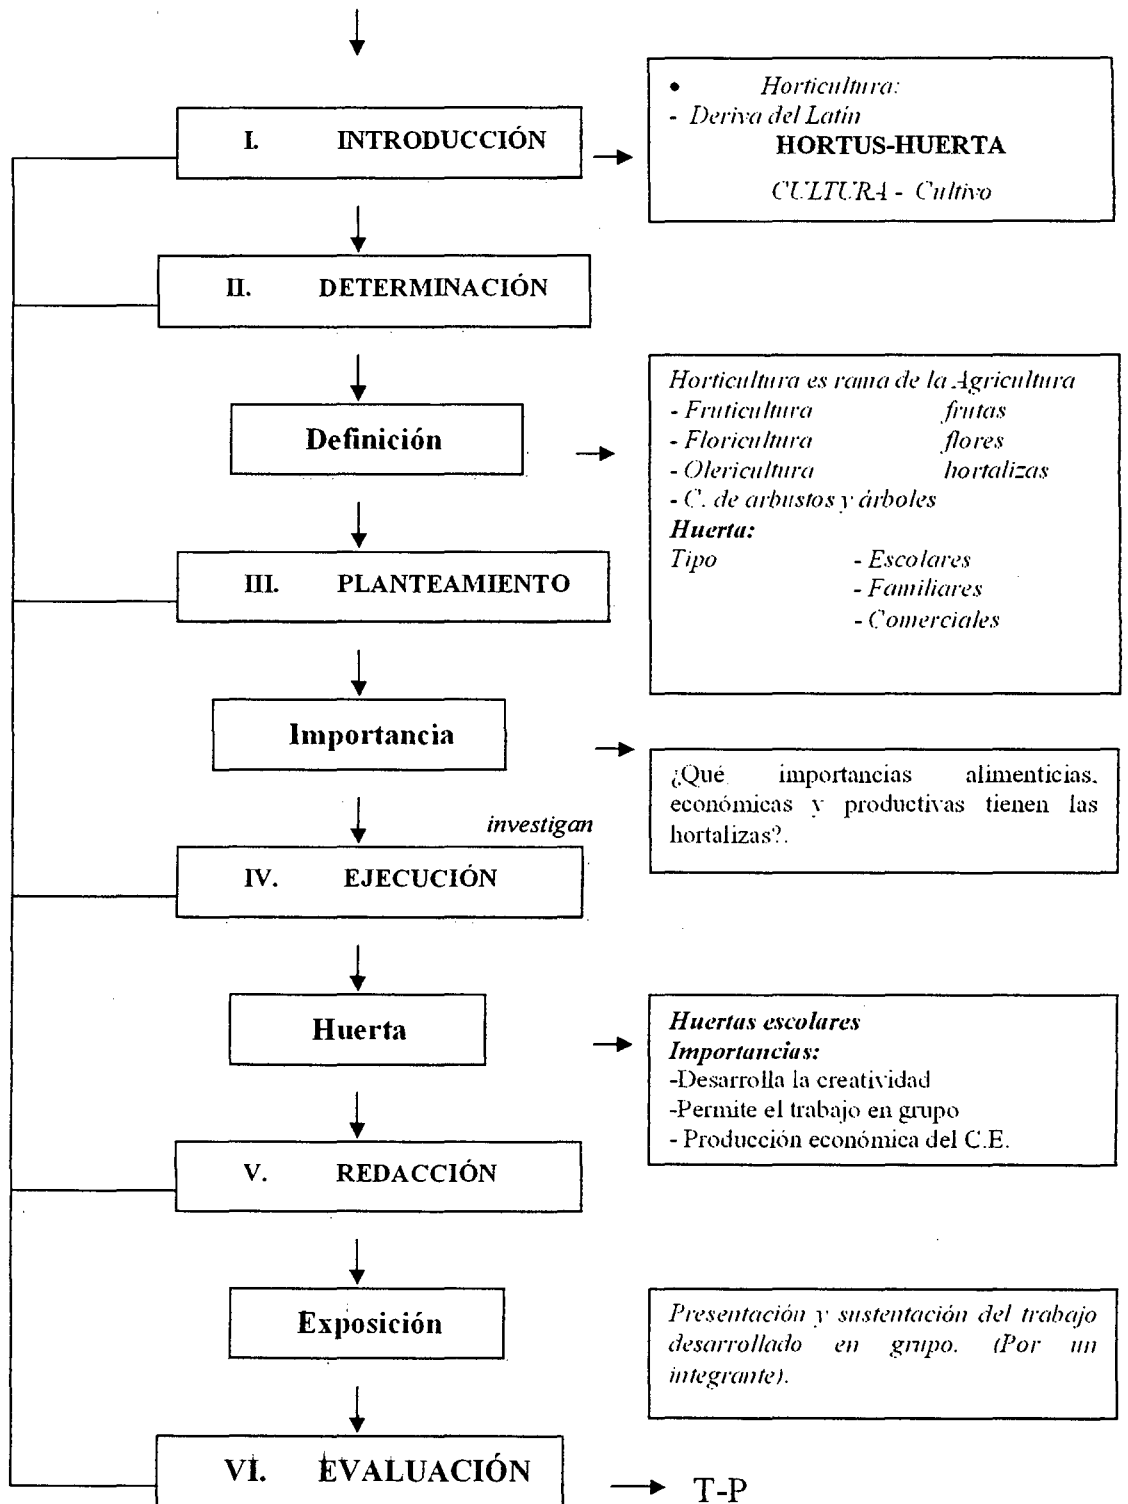 I. INTRODUCCIÓN
• Horticultura:
- Deriva del Latín
HORTUS-HUERTA
CULTURA - Cultivo
II. DETERMINACIÓN
Definición
Horticultura es rama de la Agricultura
- Fruticultura frutas
- Floricultura flores
- Olericultura hortalizas
- C. de arbustos y árboles
Huerta:
Tipo - Escolares
- Familiares
- Comerciales
III. PLANTEAMIENTO
Importancia
¿Qué importancias alimenticias,
económicas y productivas tienen las
hortalizas?.
investigan
IV. EJECUCIÓN
Huerta
Huertas escolares
Importancias:
-Desarrolla la creatividad
-Permite el trabajo en grupo
- Producción económica del C.E.
V. REDACCIÓN
Exposición
Presentación y sustentación del trabajo
desarrollado en grupo. (Por un
integrante).
VI. EVALUACIÓN
T-P